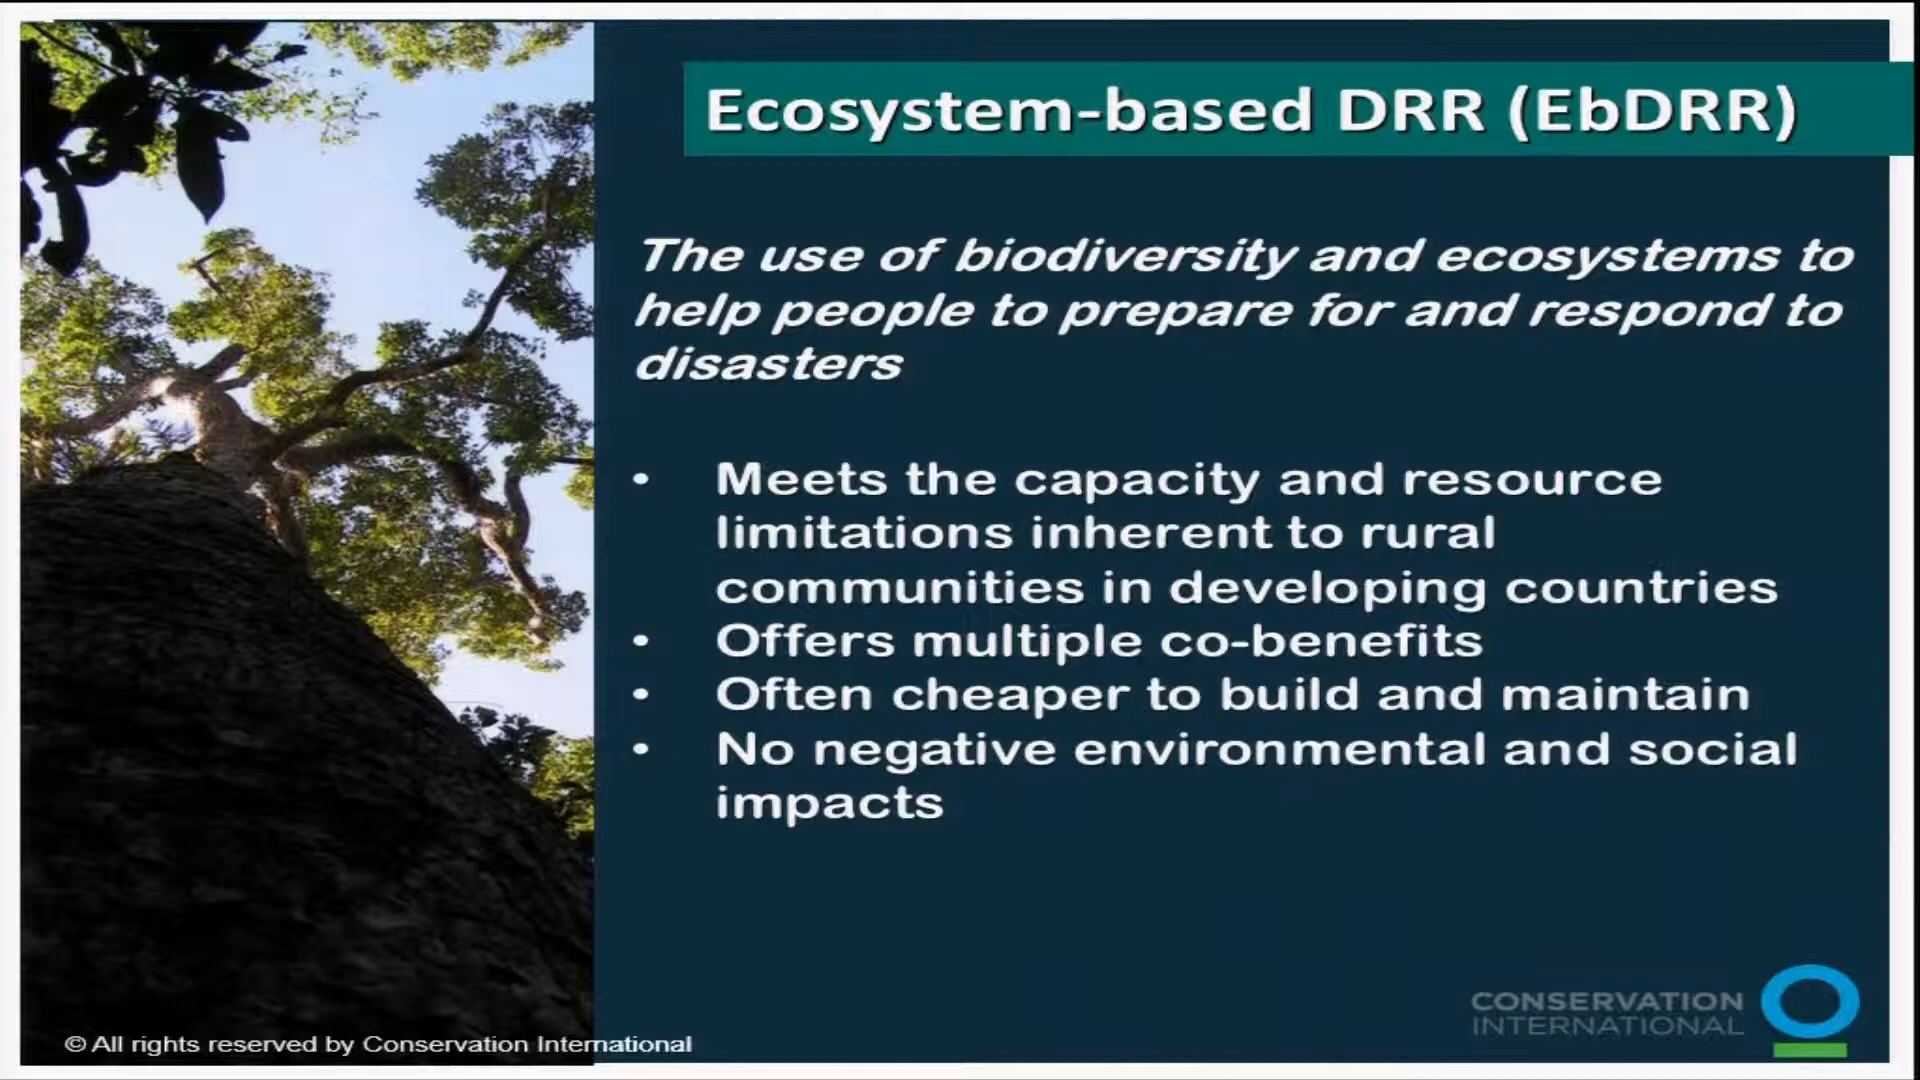 Ecosystem-based DRR (EbDRR)
The use of biodiversity and ecosystems to
help people to prepare for and respond to
disasters
• Meets the capacity and resource
limitations inherent to rural
communities in developing countries
• Offers multiple co-benefits
• Often cheaper to build and maintain
• No negative environmental and social
impacts
CONSERVATION
INTERNATIONAL
© All rights reserved by Conservation International